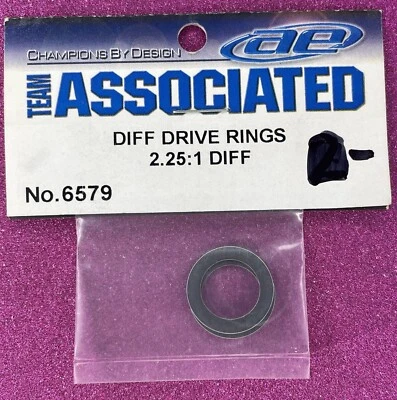 CHAMPIONS BY DESIGN
ae
TEAM
ASSOCIATED
DIFF DRIVE RINGS
2.25:1 DIFF
No.6579